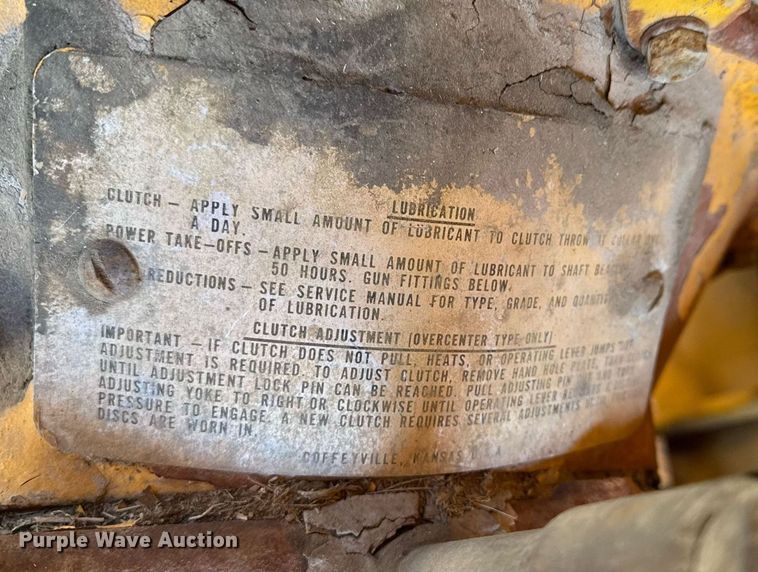 LUBRICATION
CLUTCH – APPLY SMALL AMOUNT OF LUBRICANT TO CLUTCH THROW
A DAY.
POWER TAKE-OFFS – APPLY SMALL AMOUNT OF LUBRICANT TO SHAFT
50 HOURS. GUN FITTINGS BELOW.
REDUCTIONS – SEE SERVICE MANUAL FOR TYPE, GRADE, AND
OF LUBRICATION.
CLUTCH ADJUSTMENT (OVERCENTER TYPE ONLY)
IMPORTANT – IF CLUTCH DOES NOT PULL, HEATS, OR OPERATING LEVER JUMPS
ADJUSTMENT IS REQUIRED. TO ADJUST CLUTCH, REMOVE HAND HOLE PLATE,
UNTIL ADJUSTMENT LOCK PIN CAN BE REACHED. PULL ADJUSTING PIN
ADJUSTING YOKE TO RIGHT OR CLOCKWISE UNTIL OPERATING LEVER
PRESSURE TO ENGAGE. A NEW CLUTCH REQUIRES SEVERAL ADJUSTMENTS
DISCS ARE WORN IN.
COFFEYVILLE, KANSAS
Purple Wave Auction